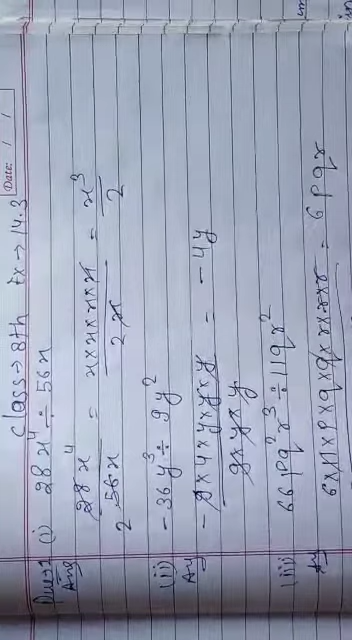 Date: / /
class → 8th Ex → 14.3
Ques 1 (i) 28x⁴ ÷ 56x
Ans 28x⁴ / 56x = x × x × x × x / 2 x = x³ / 2
2
(ii) -36y³ ÷ 9y²
Ans -9 × 4 × y × y × y / 9 × y × y = -4y
(iii) 66pq²r³ ÷ 11qr²
Ans 6 × 11 × p × q × q × r × r × r = 6pqr